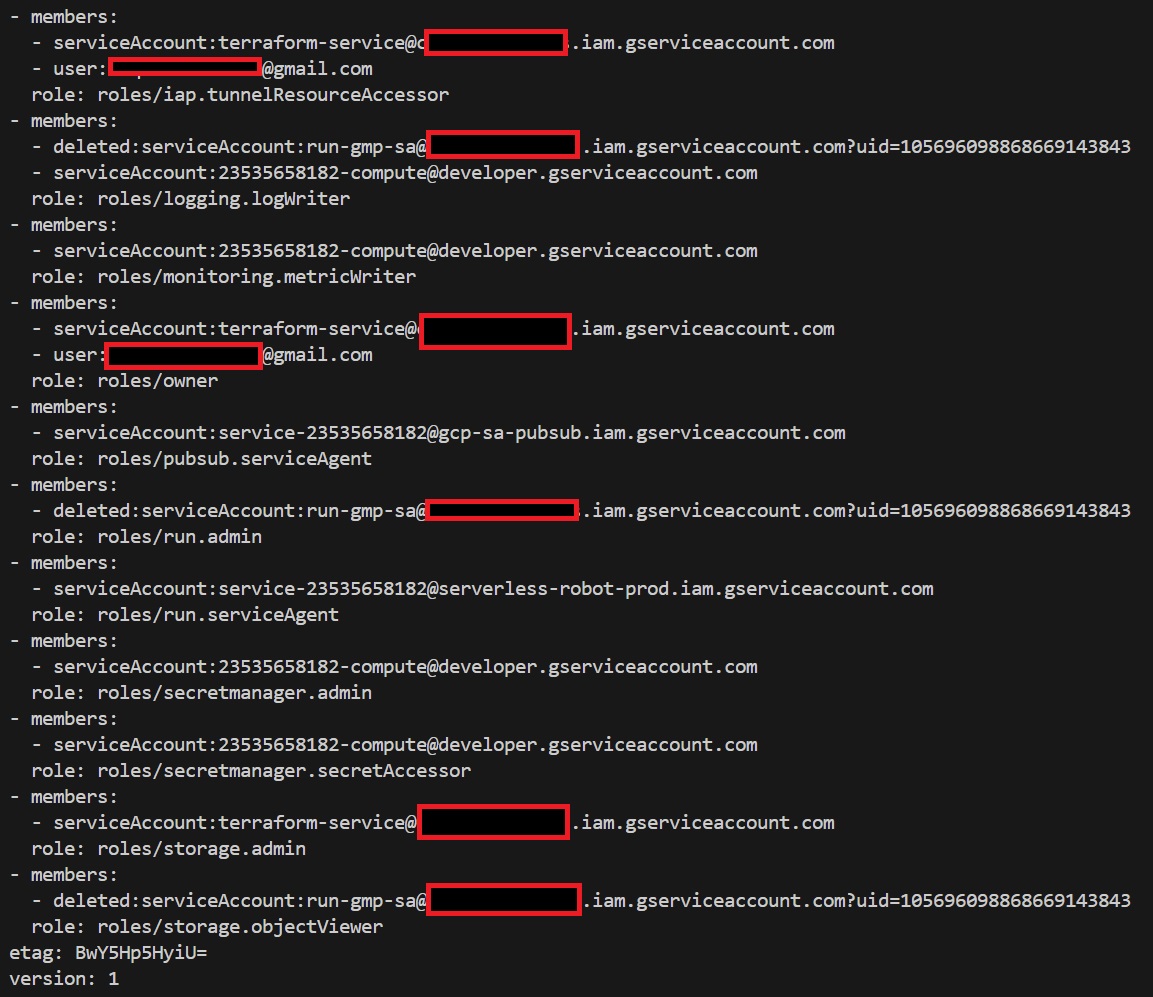 - members:
  - serviceAccount:terraform-service@ .iam.gserviceaccount.com
  - user: @gmail.com
  role: roles/iap.tunnelResourceAccessor
- members:
  - deleted:serviceAccount:run-gmp-sa@ .iam.gserviceaccount.com?uid=105696098868669143843
  - serviceAccount:23535658182-compute@developer.gserviceaccount.com
  role: roles/logging.logWriter
- members:
  - serviceAccount:23535658182-compute@developer.gserviceaccount.com
  role: roles/monitoring.metricWriter
- members:
  - serviceAccount:terraform-service@ .iam.gserviceaccount.com
  - user: @gmail.com
  role: roles/owner
- members:
  - serviceAccount:service-23535658182@gcp-sa-pubsub.iam.gserviceaccount.com
  role: roles/pubsub.serviceAgent
- members:
  - deleted:serviceAccount:run-gmp-sa@ .iam.gserviceaccount.com?uid=105696098868669143843
  role: roles/run.admin
- members:
  - serviceAccount:service-23535658182@serverless-robot-prod.iam.gserviceaccount.com
  role: roles/run.serviceAgent
- members:
  - serviceAccount:23535658182-compute@developer.gserviceaccount.com
  role: roles/secretmanager.admin
- members:
  - serviceAccount:23535658182-compute@developer.gserviceaccount.com
  role: roles/secretmanager.secretAccessor
- members:
  - serviceAccount:terraform-service@ .iam.gserviceaccount.com
  role: roles/storage.admin
- members:
  - deleted:serviceAccount:run-gmp-sa@ .iam.gserviceaccount.com?uid=105696098868669143843
  role: roles/storage.objectViewer
etag: BwY5Hp5HyiU=
version: 1